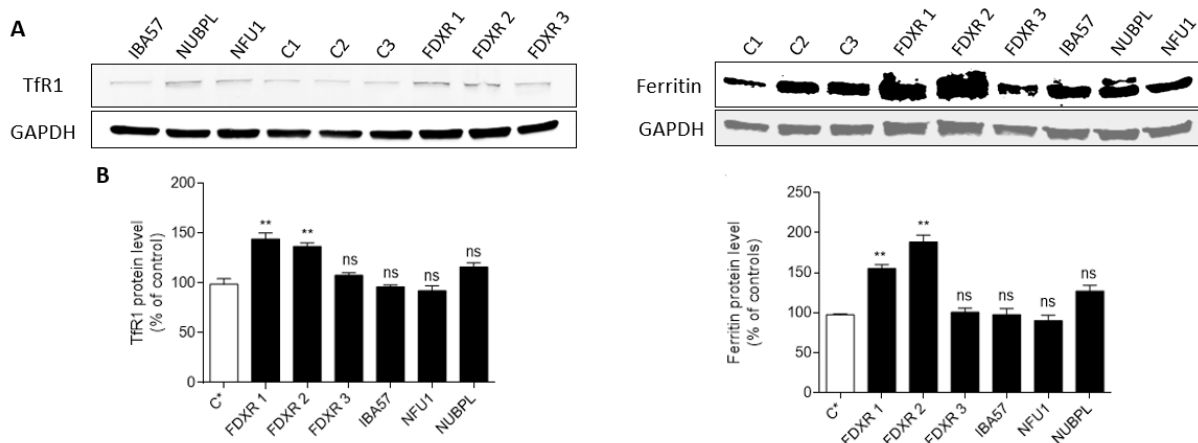 A
IBA57 NUBPL NFU1 C1 C2 C3 FDXR 1 FDXR 2 FDXR 3
TfR1
GAPDH
C1 C2 C3 FDXR 1 FDXR 2 FDXR 3 IBA57 NUBPL NFU1
Ferritin
GAPDH
B
TfR1 protein level
(% of control)
200
150
100
50
0
** ** ns ns ns ns
C* FDXR 1 FDXR 2 FDXR 3 IBA57 NFU1 NUBPL
Ferritin protein level
(% of controls)
250
200
150
100
50
0
** ** ns ns ns ns
C* FDXR 1 FDXR 2 FDXR 3 IBA57 NFU1 NUBPL